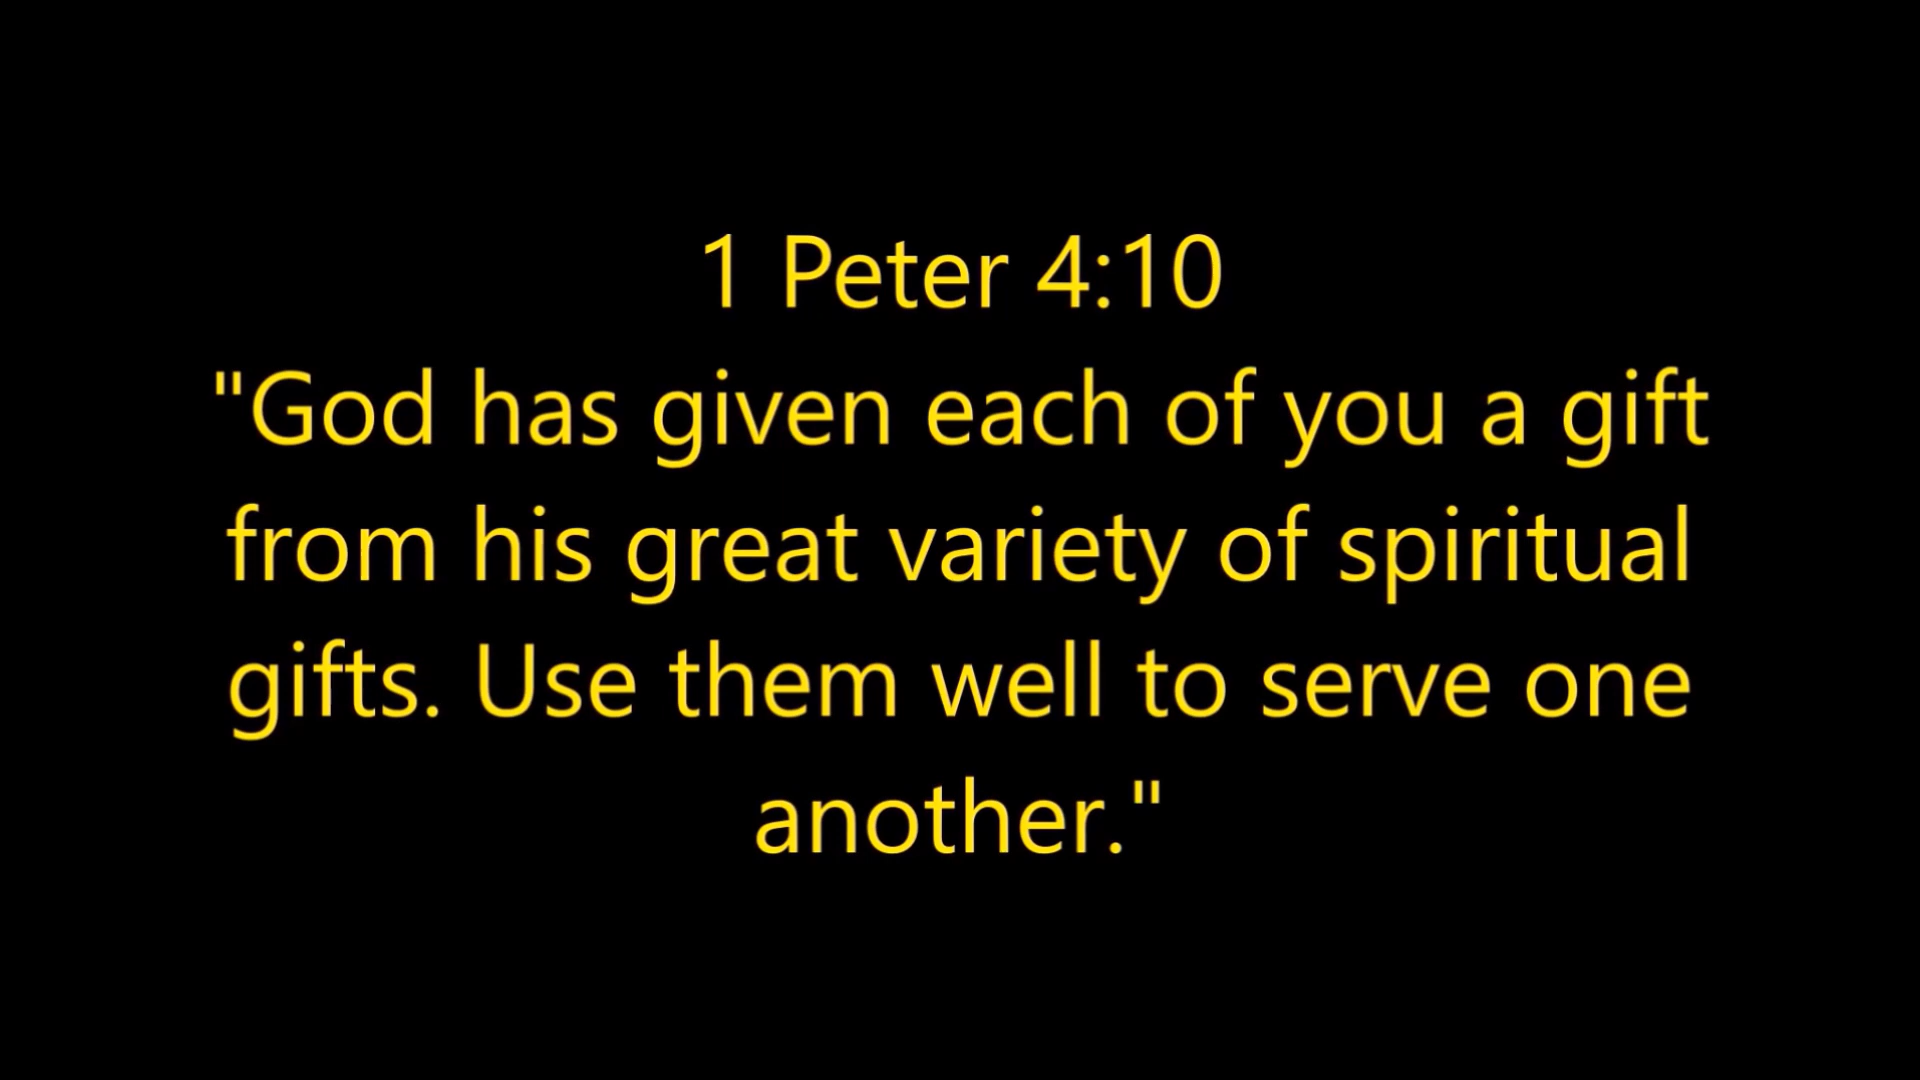 1 Peter 4:10
"God has given each of you a gift
from his great variety of spiritual
gifts. Use them well to serve one
another."